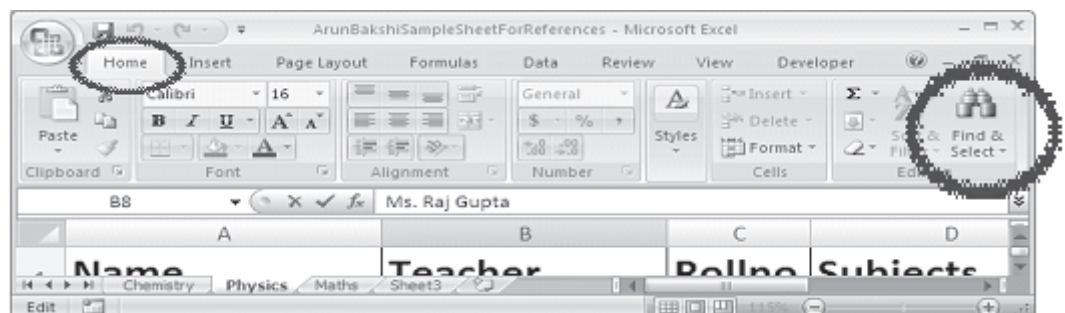 ArunBakshiSampleSheetForReferences - Microsoft Excel
Home Insert Page Layout Formulas Data Review View Developer
Calibri 16 General Insert Σ
Paste B I U A A $ % , Styles Delete Find &
A Format Select
Clipboard Font Alignment Number Cells
B8 fx Ms. Raj Gupta
A B C D
Name Teacher Rollno Subjects
Chemistry Physics Maths Sheet3
Edit 115%